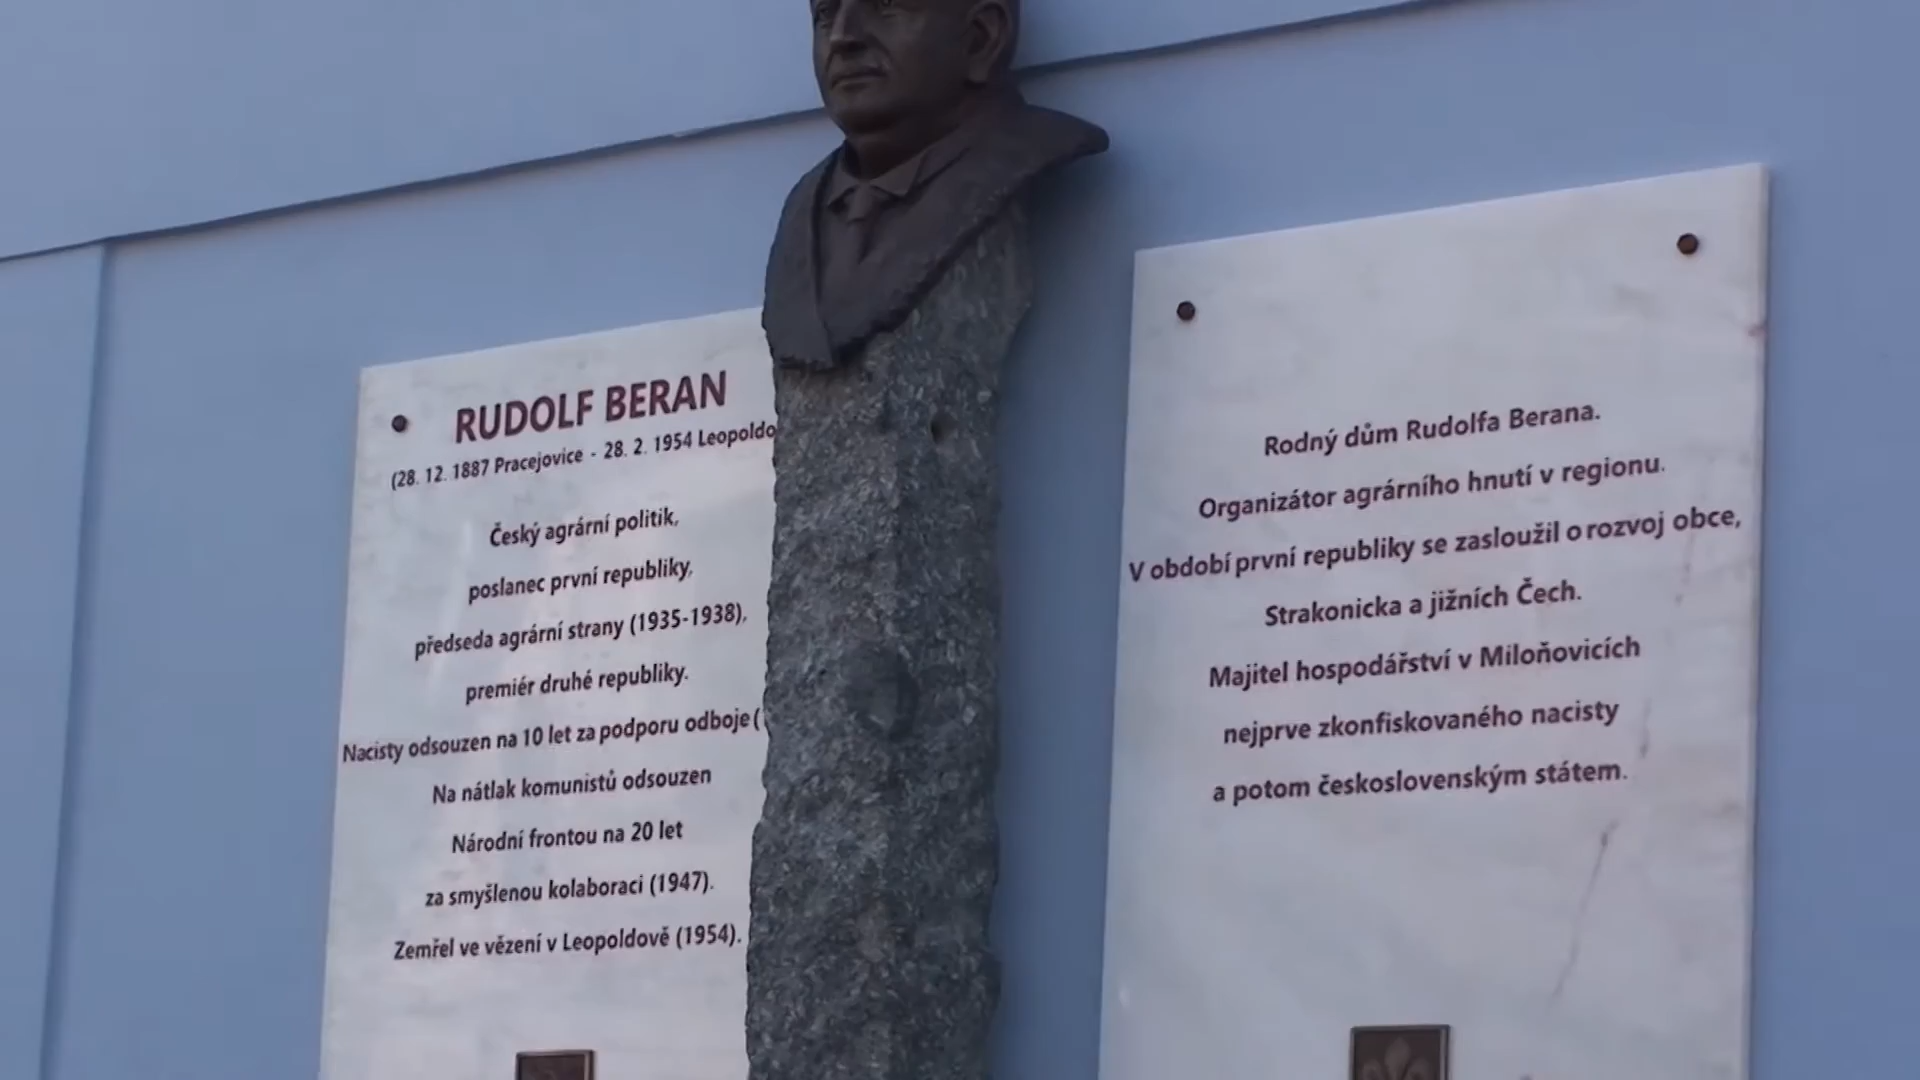 RUDOLF BERAN
(28. 12. 1887 Pracejovice - 28. 2. 1954 Leopoldo
Český agrární politik,
poslanec první republiky,
předseda agrární strany (1935-1938),
premiér druhé republiky.
Nacisty odsouzen na 10 let za podporu odboje (
Na nátlak komunistů odsouzen
Národní frontou na 20 let
za smyšlenou kolaboraci (1947).
Zemřel ve vězení v Leopoldově (1954).
Rodný dům Rudolfa Berana.
Organizátor agrárního hnutí v regionu.
V období první republiky se zasloužil o rozvoj obce,
Strakonicka a jižních Čech.
Majitel hospodářství v Miloňovicích
nejprve zkonfiskovaného nacisty
a potom československým státem.